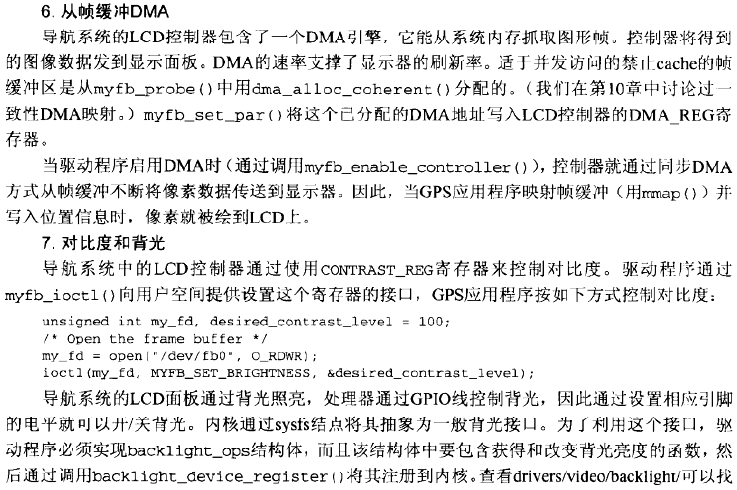 6. 从帧缓冲DMA
导航系统的LCD控制器包含了一个DMA引擎，它能从系统内存抓取图形帧。控制器将得到
的图像数据发到显示面板。DMA的速率支撑了显示器的刷新率。适于并发访问的禁止cache的帧
缓冲区是从myfb_probe()中用dma_alloc_coherent()分配的。（我们在第10章中讨论过一
致性DMA映射。）myfb_set_par()将这个已分配的DMA地址写入LCD控制器的DMA_REG寄
存器。
当驱动程序启用DMA时（通过调用myfb_enable_controller()），控制器就通过同步DMA
方式从帧缓冲不断将像素数据传送到显示器。因此，当GPS应用程序映射帧缓冲（用mmap()）并
写入位置信息时，像素就被绘到LCD上。
7. 对比度和背光
导航系统中的LCD控制器通过使用CONTRAST_REG寄存器来控制对比度。驱动程序通过
myfb_ioctl()向用户空间提供设置这个寄存器的接口，GPS应用程序按如下方式控制对比度：
unsigned int my_fd, desired_contrast_level = 100;
/* Open the frame buffer */
my_fd = open("/dev/fb0", O_RDWR);
ioctl(my_fd, MYFB_SET_BRIGHTNESS, &desired_contrast_level);
导航系统的LCD面板通过背光照亮，处理器通过GPIO线控制背光，因此通过设置相应引脚
的电平就可以开/关背光。内核通过sysfs结点将其抽象为一般背光接口。为了利用这个接口，驱
动程序必须实现backlight_ops结构体，而且该结构体中要包含获得和改变背光亮度的函数，然
后通过调用backlight_device_register()将其注册到内核。查看drivers/video/backlight/可以找